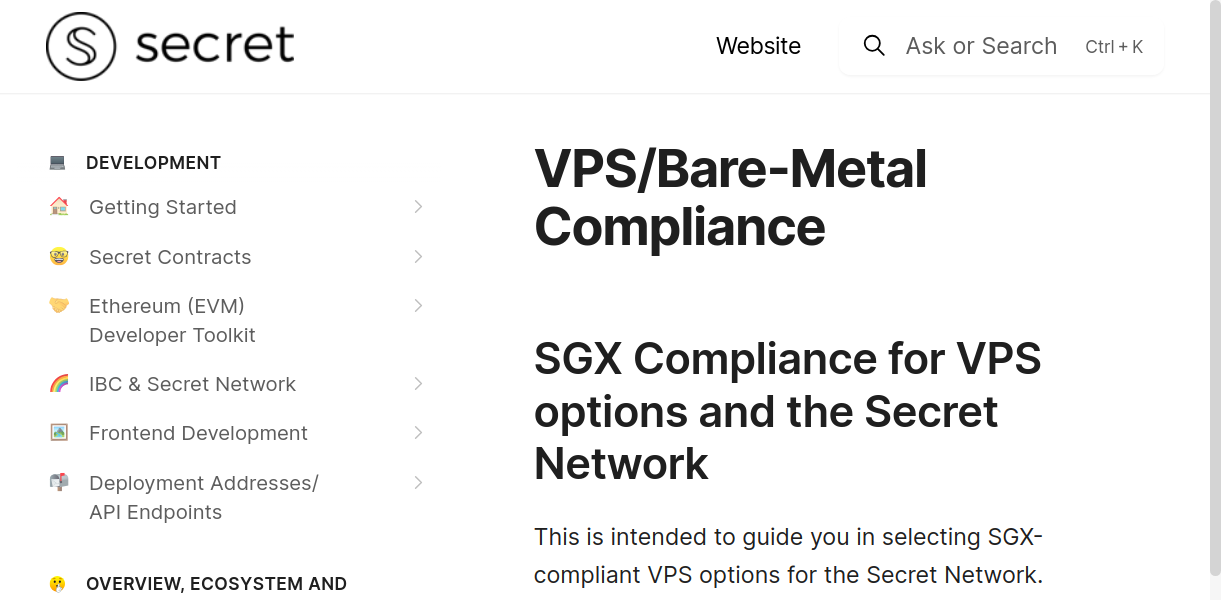 secret
Website
Ask or Search Ctrl + K
DEVELOPMENT
Getting Started
Secret Contracts
Ethereum (EVM)
Developer Toolkit
IBC & Secret Network
Frontend Development
Deployment Addresses/
API Endpoints
OVERVIEW, ECOSYSTEM AND
VPS/Bare-Metal
Compliance
SGX Compliance for VPS
options and the Secret
Network
This is intended to guide you in selecting SGX-
compliant VPS options for the Secret Network.